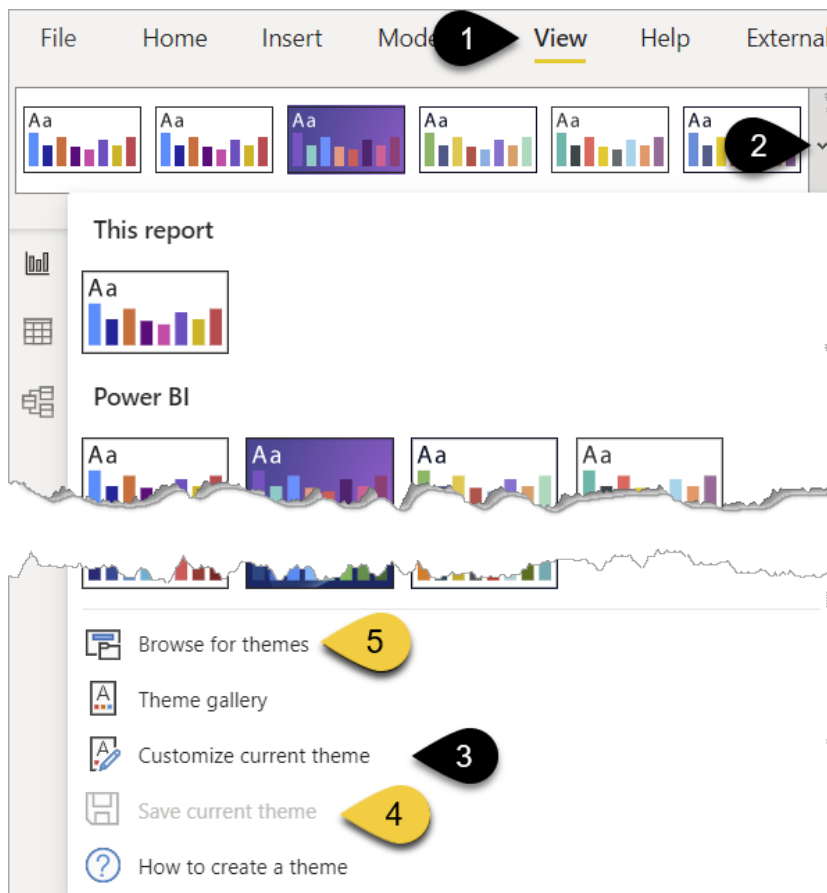 File Home Insert Mode 1 View Help External
Aa Aa Aa Aa Aa Aa 2
This report
Aa
Power BI
Aa Aa Aa Aa
Browse for themes 5
Theme gallery
Customize current theme 3
Save current theme 4
How to create a theme